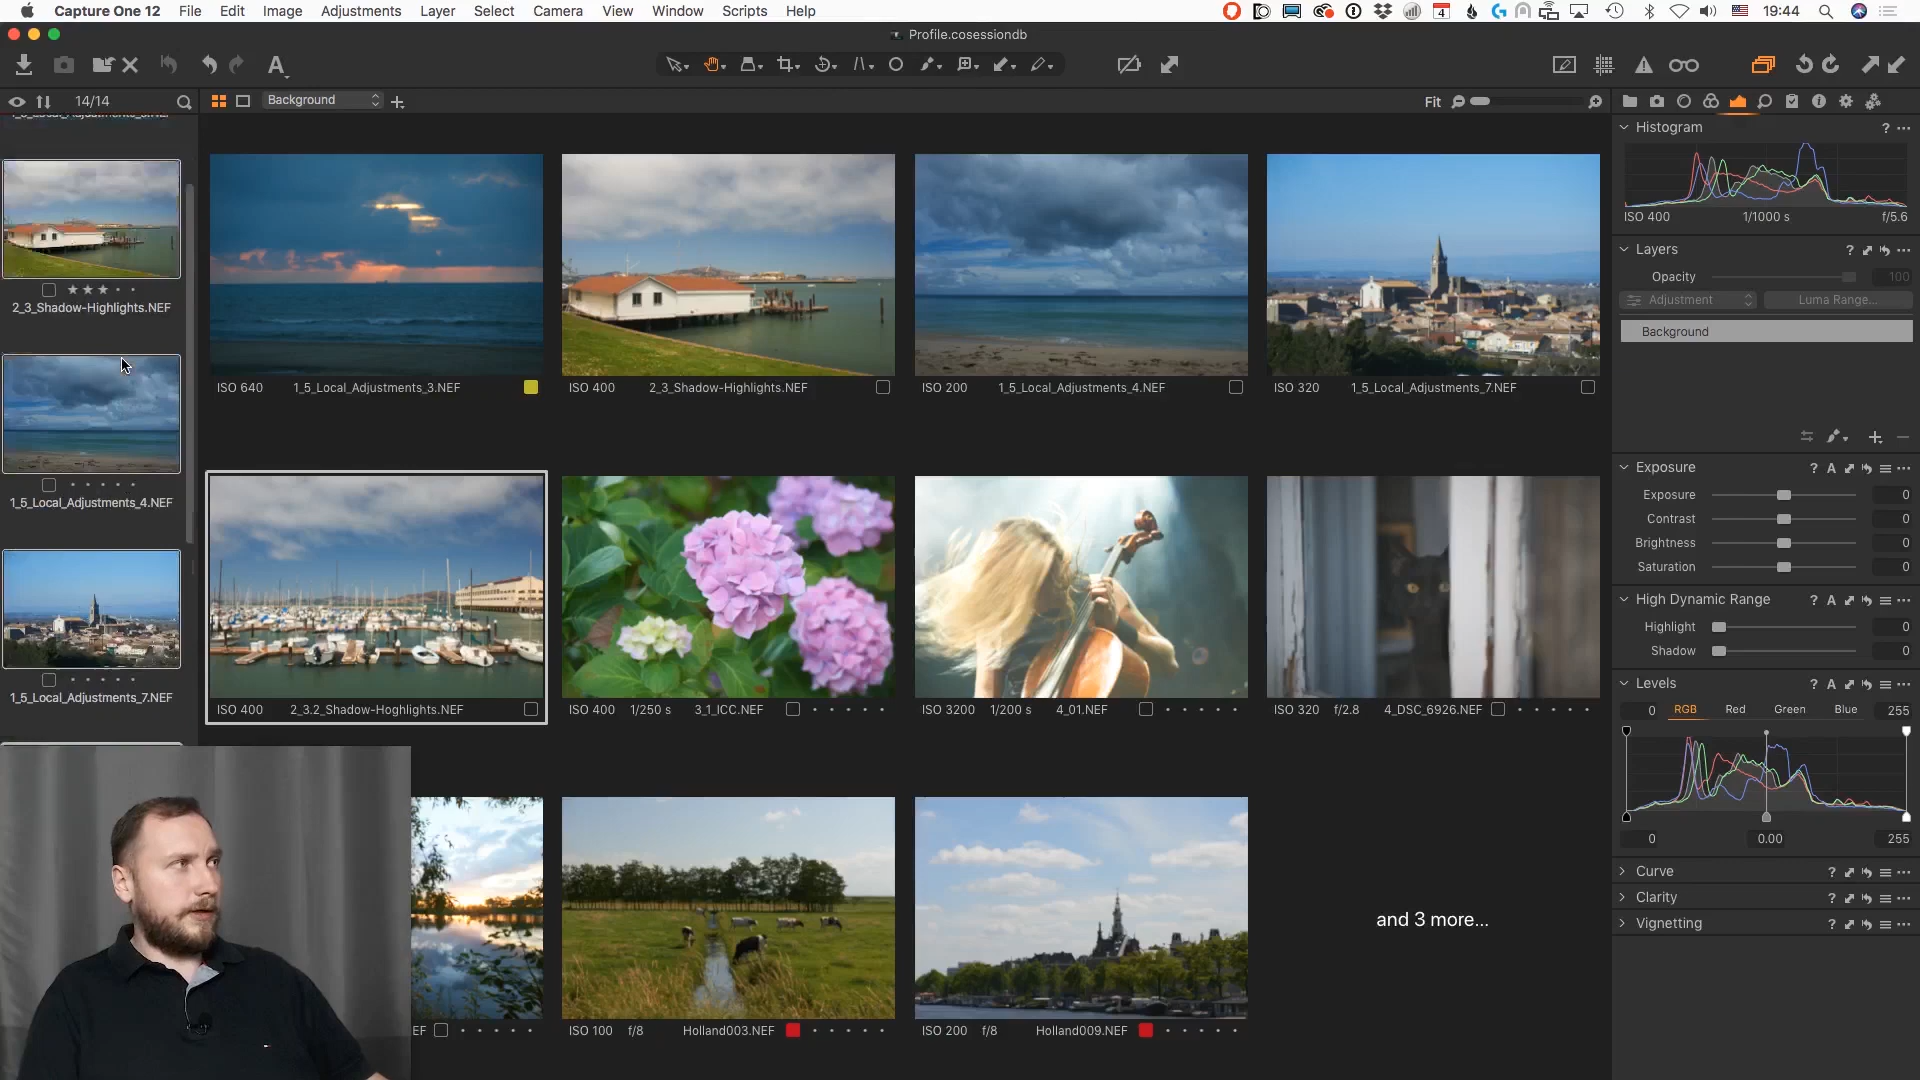 Capture One 12 File Edit Image Adjustments Layer Select Camera View Window Scripts Help 4 19:44
Profile.cosessiondb
A
14/14 Background Fit
Histogram ?
ISO 400 1/1000 s f/5.6
Layers ?
Opacity 100
Adjustment Luma Range...
Background
Exposure ? A
Exposure 0
Contrast 0
Brightness 0
Saturation 0
High Dynamic Range ? A
Highlight 0
Shadow 0
Levels ? A
0 RGB Red Green Blue 255
0 0.00 255
Curve ?
Clarity ?
Vignetting ?
2_3_Shadow-Highlights.NEF
1_5_Local_Adjustments_4.NEF
1_5_Local_Adjustments_7.NEF
ISO 640 1_5_Local_Adjustments_3.NEF
ISO 400 2_3_Shadow-Highlights.NEF
ISO 200 1_5_Local_Adjustments_4.NEF
ISO 320 1_5_Local_Adjustments_7.NEF
ISO 400 2_3.2_Shadow-Hoghlights.NEF
ISO 400 1/250 s 3_1_ICC.NEF
ISO 3200 1/200 s 4_01.NEF
ISO 320 f/2.8 4_DSC_6926.NEF
EF
ISO 100 f/8 Holland003.NEF
ISO 200 f/8 Holland009.NEF
and 3 more...